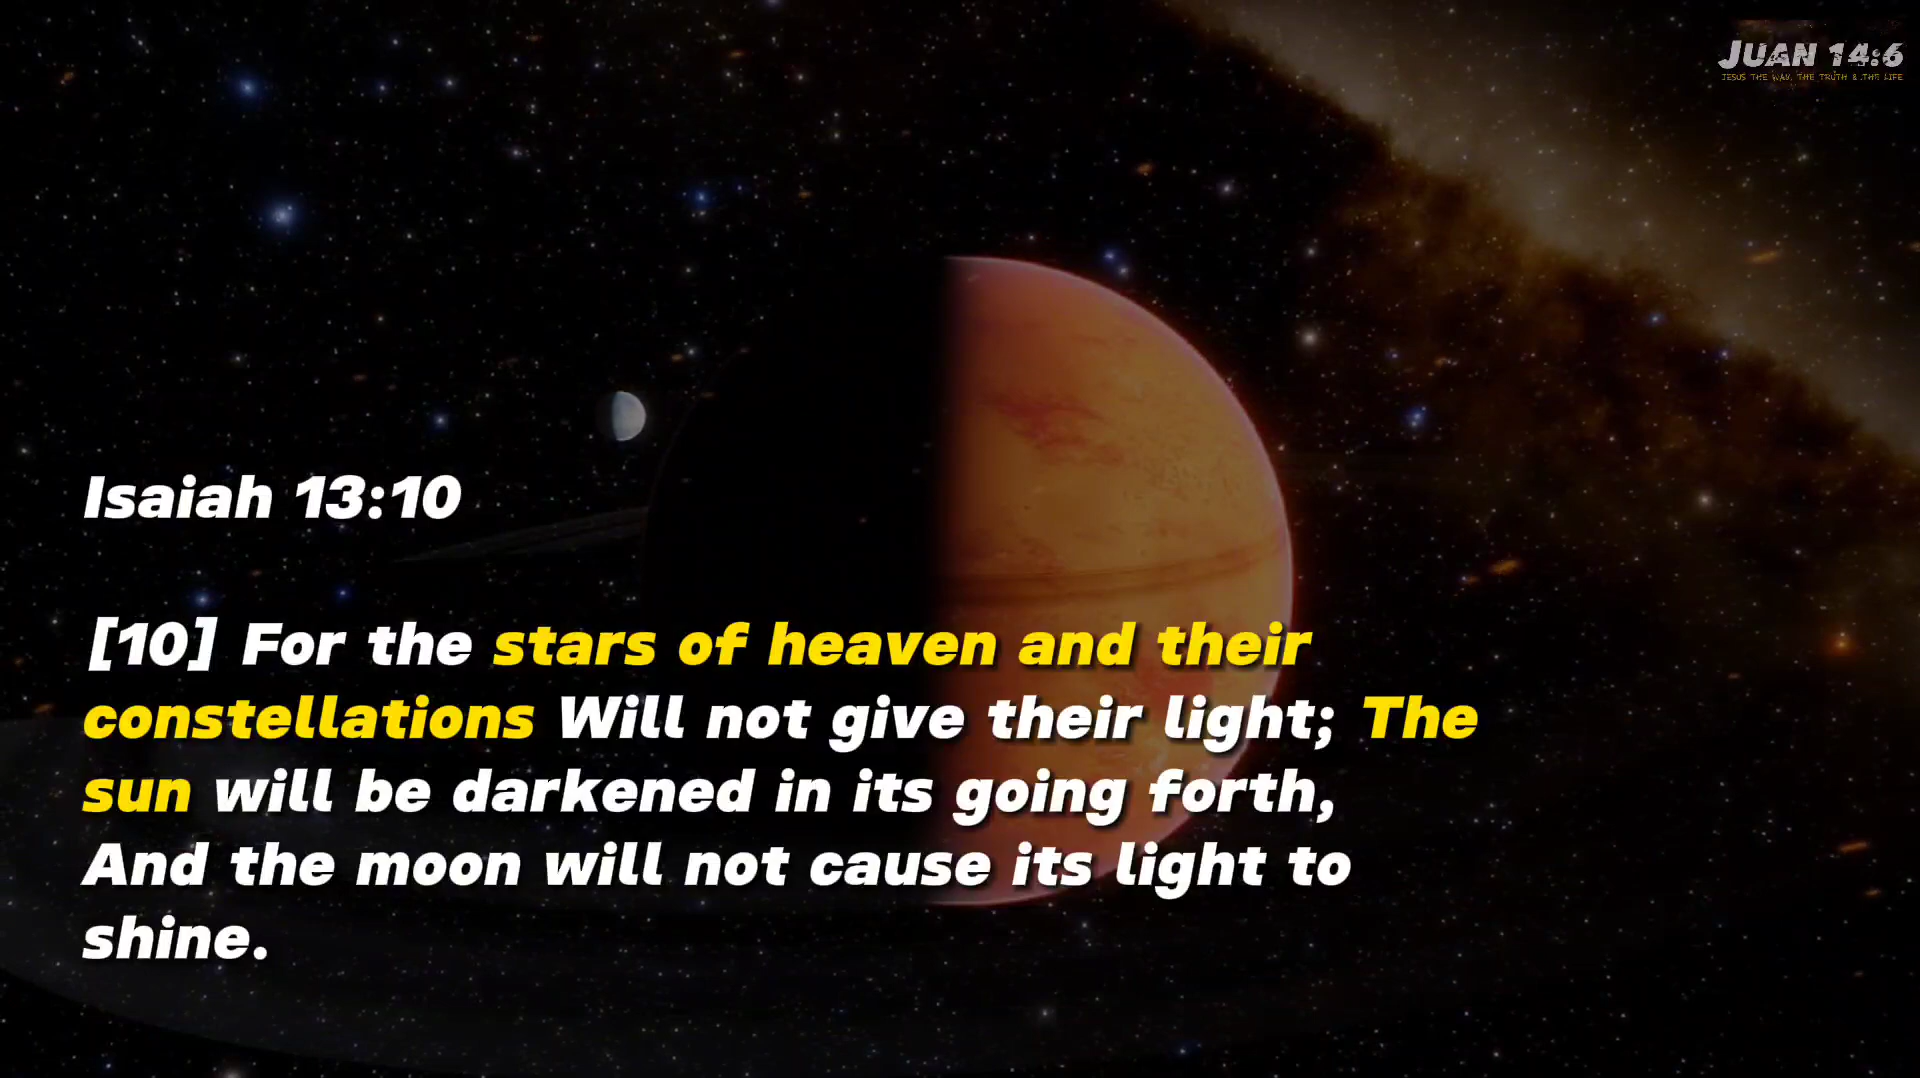 JUAN 14:6
JESUS THE WAY, THE TRUTH & THE LIFE
Isaiah 13:10
[10] For the stars of heaven and their
constellations Will not give their light; The
sun will be darkened in its going forth,
And the moon will not cause its light to
shine.